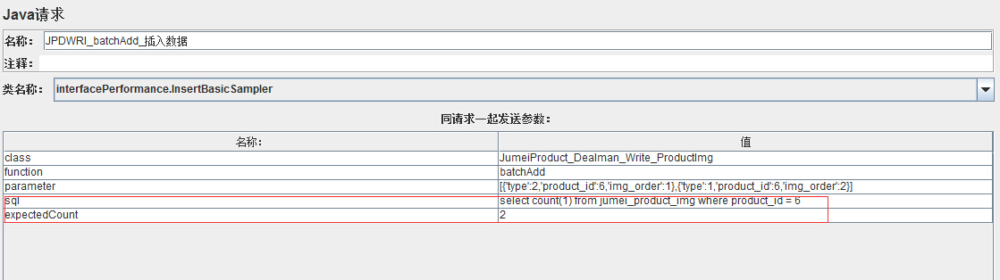 Java请求
名称： JPDWRI_batchAdd_插入数据
注释：
类名称： interfacePerformance.InsertBasicSampler
同请求一起发送参数：
名称： 值
class JumeiProduct_Dealman_Write_ProductImg
function batchAdd
parameter [{'type':2,'product_id':6,'img_order':1},{'type':1,'product_id':6,'img_order':2}]
sql select count(1) from jumei_product_img where product_id = 6
expectedCount 2